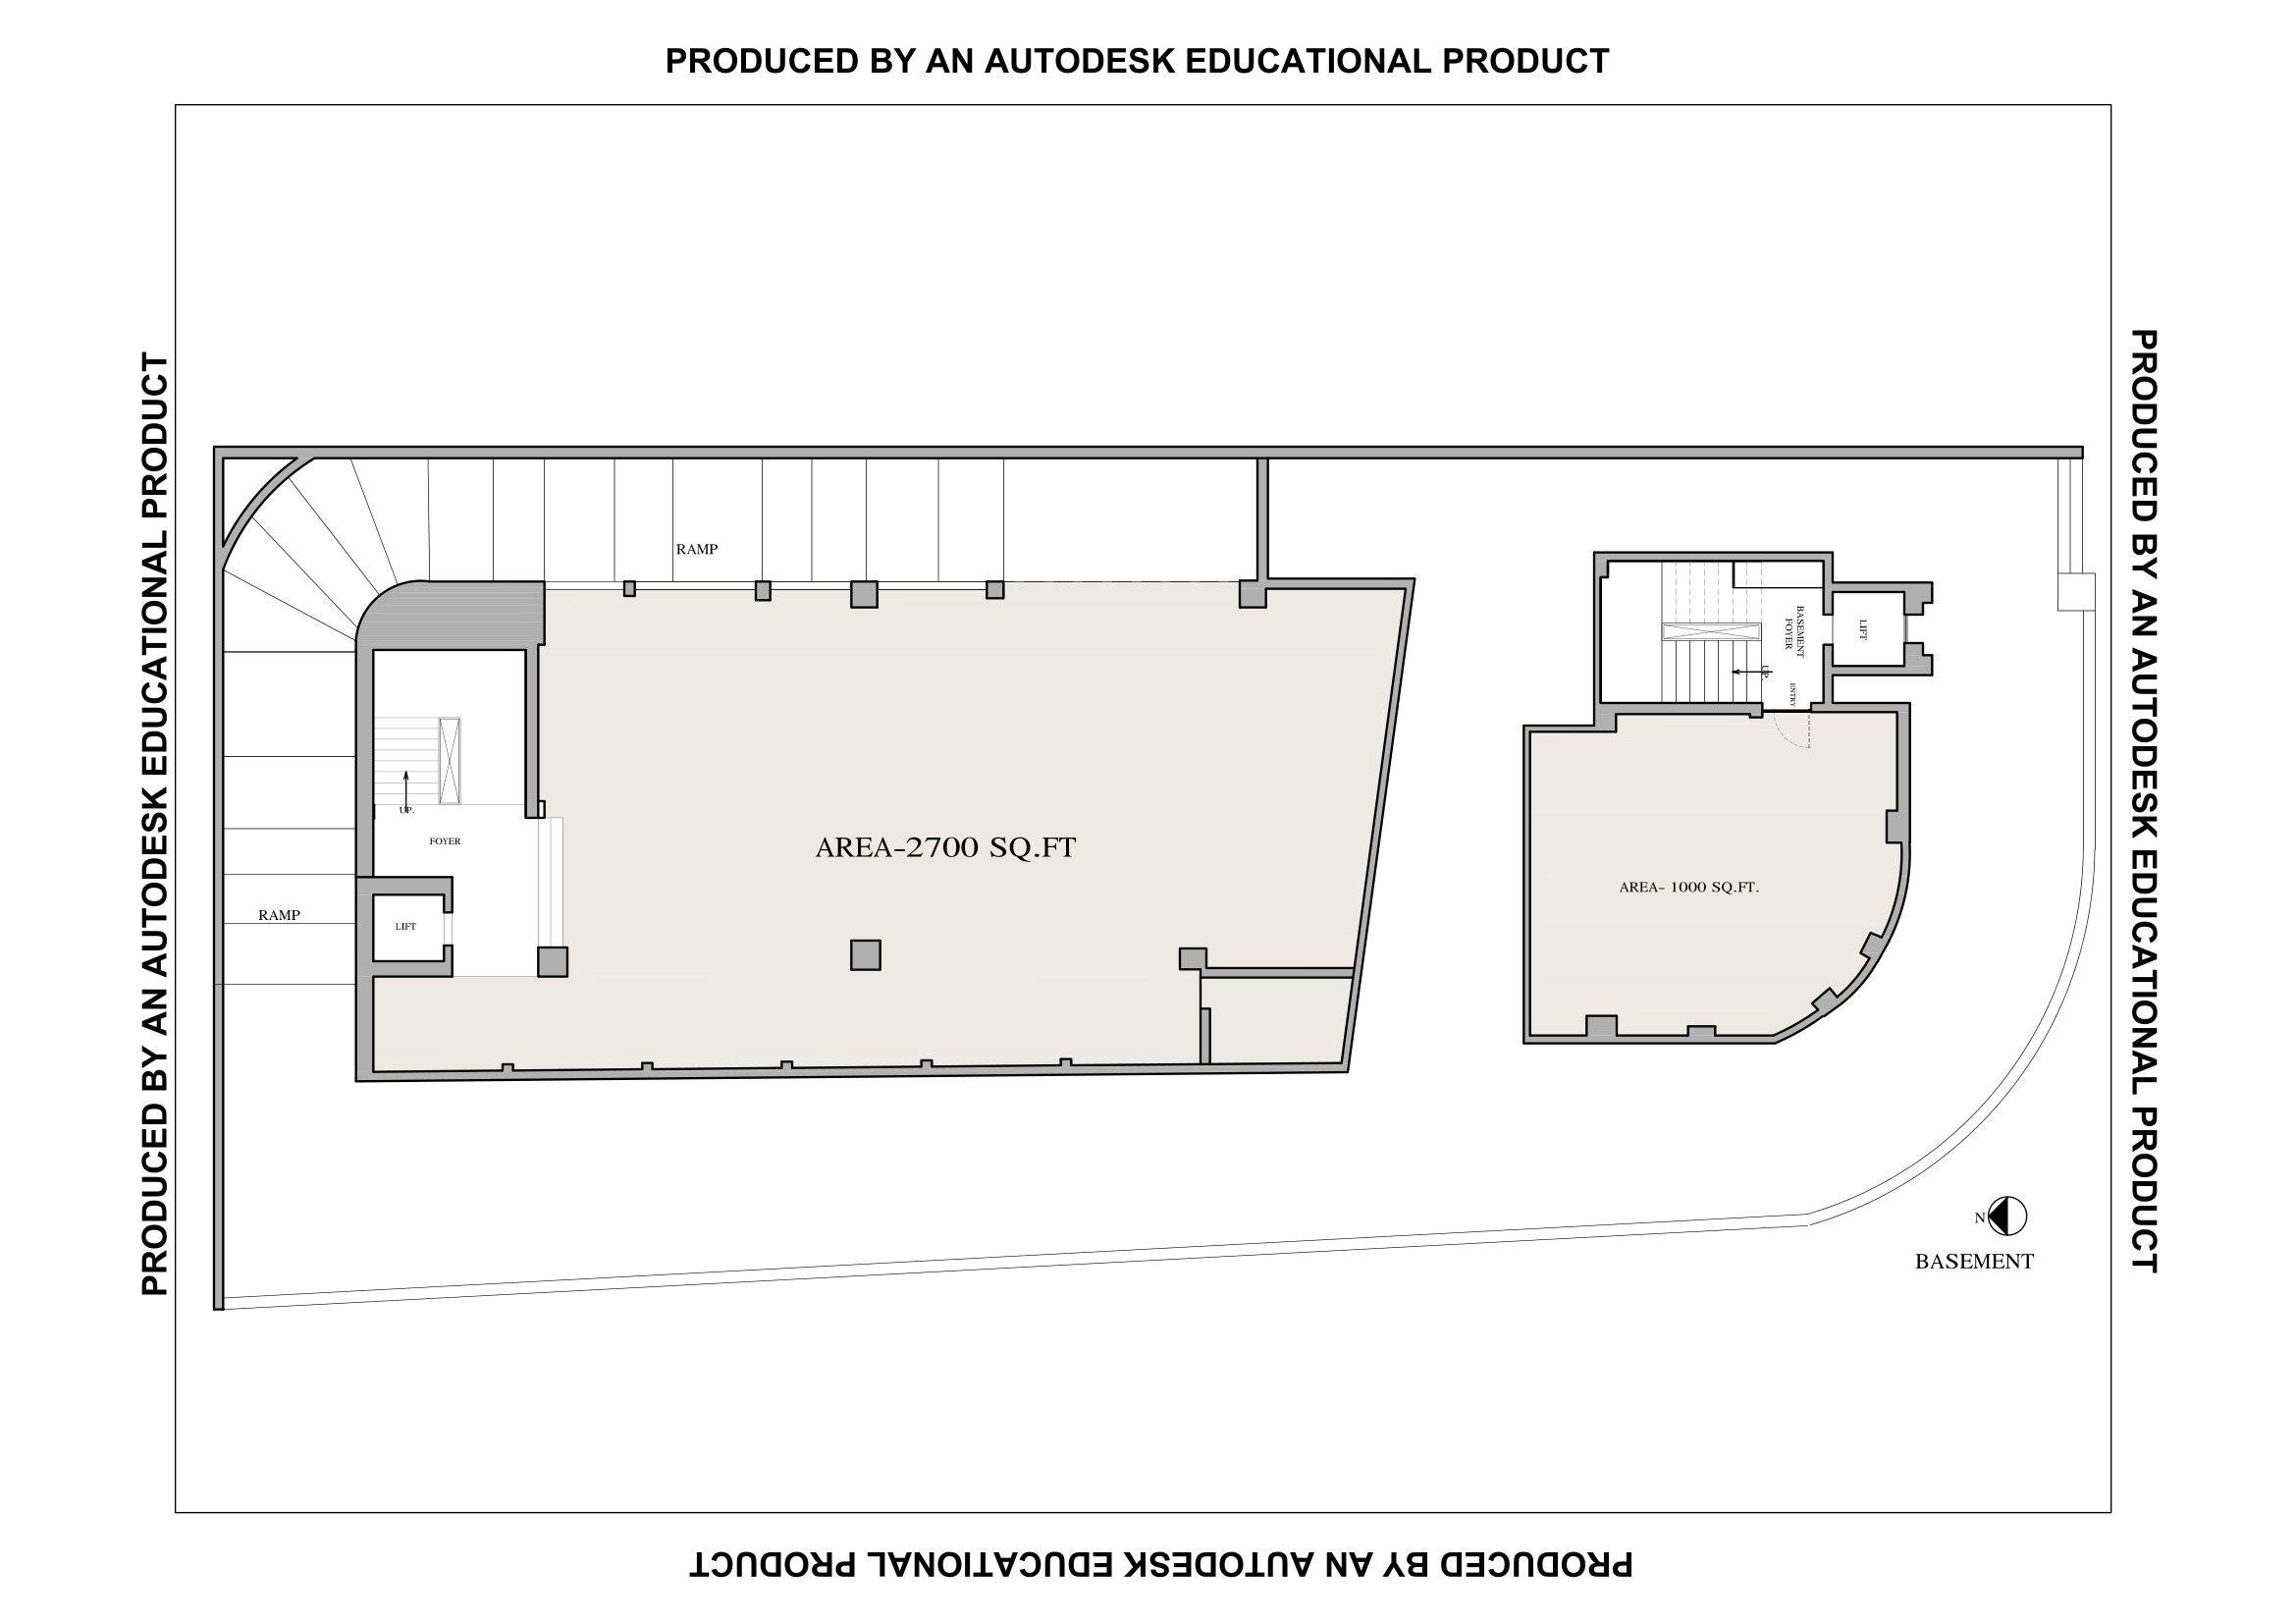 PRODUCED BY AN AUTODESK EDUCATIONAL PRODUCT
PRODUCED BY AN AUTODESK EDUCATIONAL PRODUCT
PRODUCED BY AN AUTODESK EDUCATIONAL PRODUCT
RAMP
BASEMENT
FOYER
LIFT
UP.
ENTRY
UP.
FOYER
AREA-2700 SQ.FT
AREA- 1000 SQ.FT.
RAMP
LIFT
N
BASEMENT
PRODUCED BY AN AUTODESK EDUCATIONAL PRODUCT